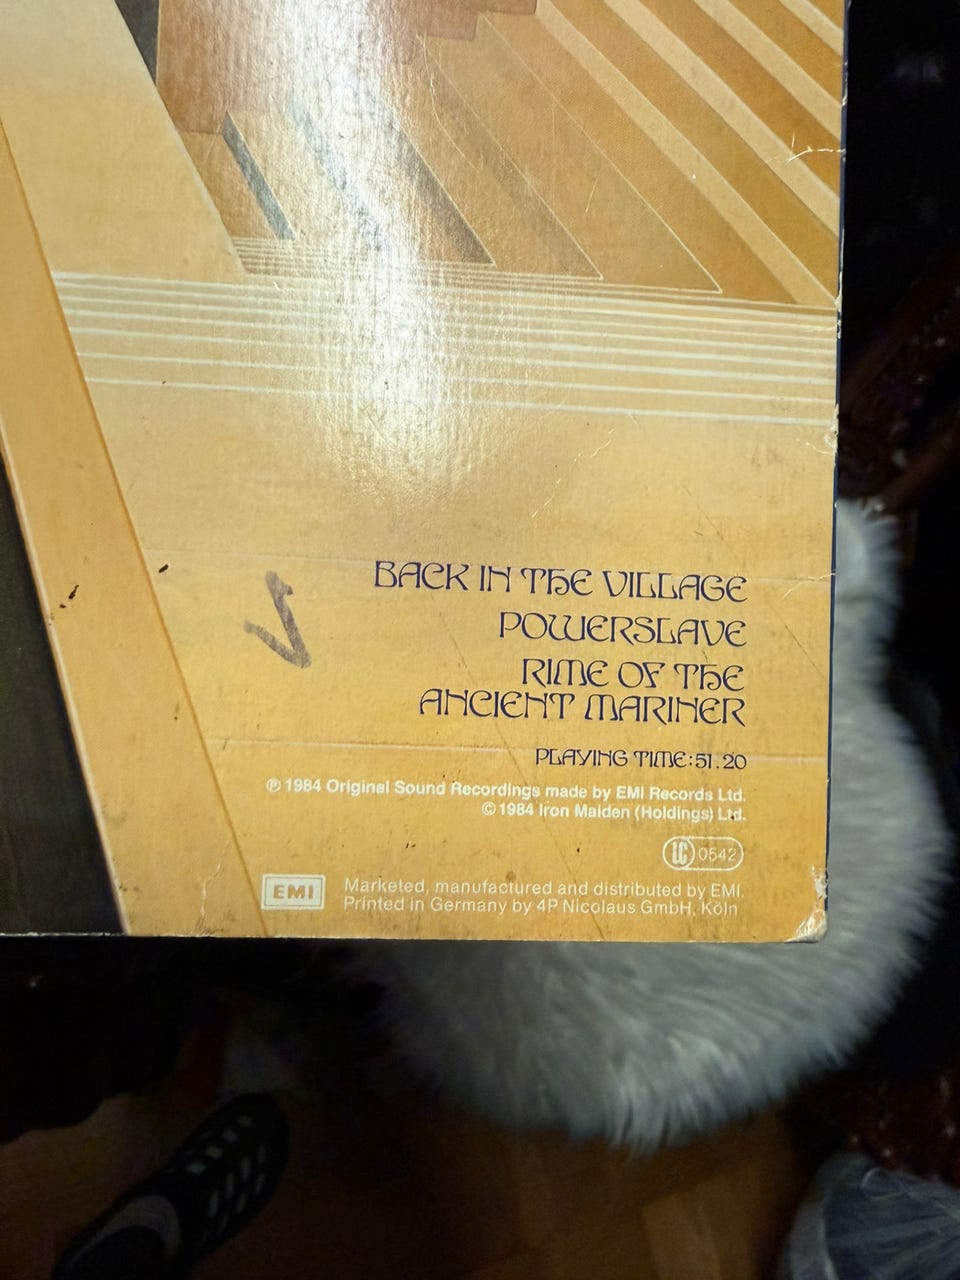 BACK IN THE VILLAGE
POWERSLAVE
RIME OF THE
ANCIENT MARINER
PLAYING TIME:51.20
℗ 1984 Original Sound Recordings made by EMI Records Ltd.
© 1984 Iron Maiden (Holdings) Ltd.
LC 0542
EMI
Marketed, manufactured and distributed by EMI.
Printed in Germany by 4P Nicolaus GmbH, Köln